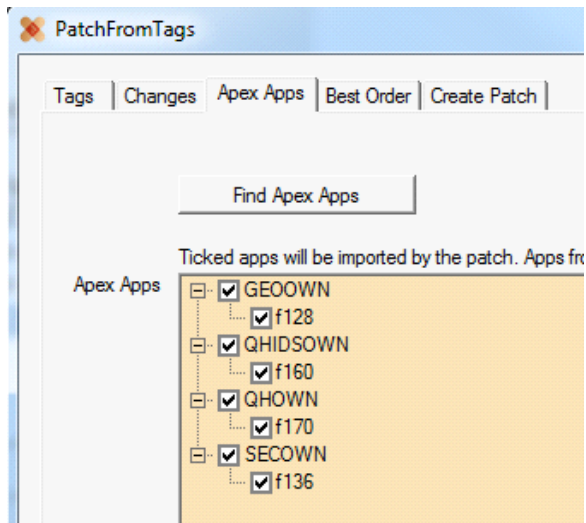 PatchFromTags
Tags Changes Apex Apps Best Order Create Patch
Find Apex Apps
Ticked apps will be imported by the patch. Apps fro
Apex Apps
GEOOWN
f128
QHIDSOWN
f160
QHOWN
f170
SECOWN
f136